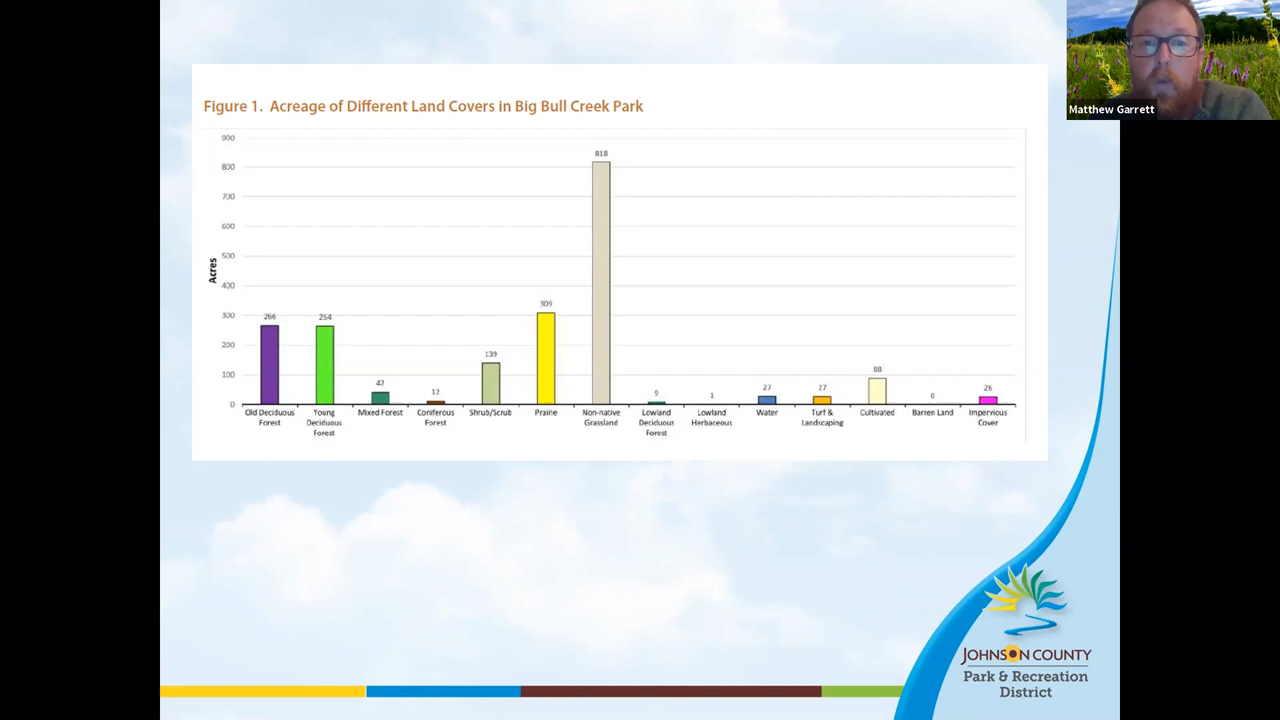 Matthew Garrett
Figure 1. Acreage of Different Land Covers in Big Bull Creek Park
900
800
700
600
500
400
300
200
100
0
Acres
266
264
42
12
139
309
818
9
1
27
27
88
0
26
Old Deciduous
Forest
Young
Deciduous
Forest
Mixed Forest
Coniferous
Forest
Shrub/Scrub
Prairie
Non-native
Grassland
Lowland
Deciduous
Forest
Lowland
Herbaceous
Water
Turf &
Landscaping
Cultivated
Barren Land
Impervious
Cover
JOHNSON COUNTY
Park & Recreation
District